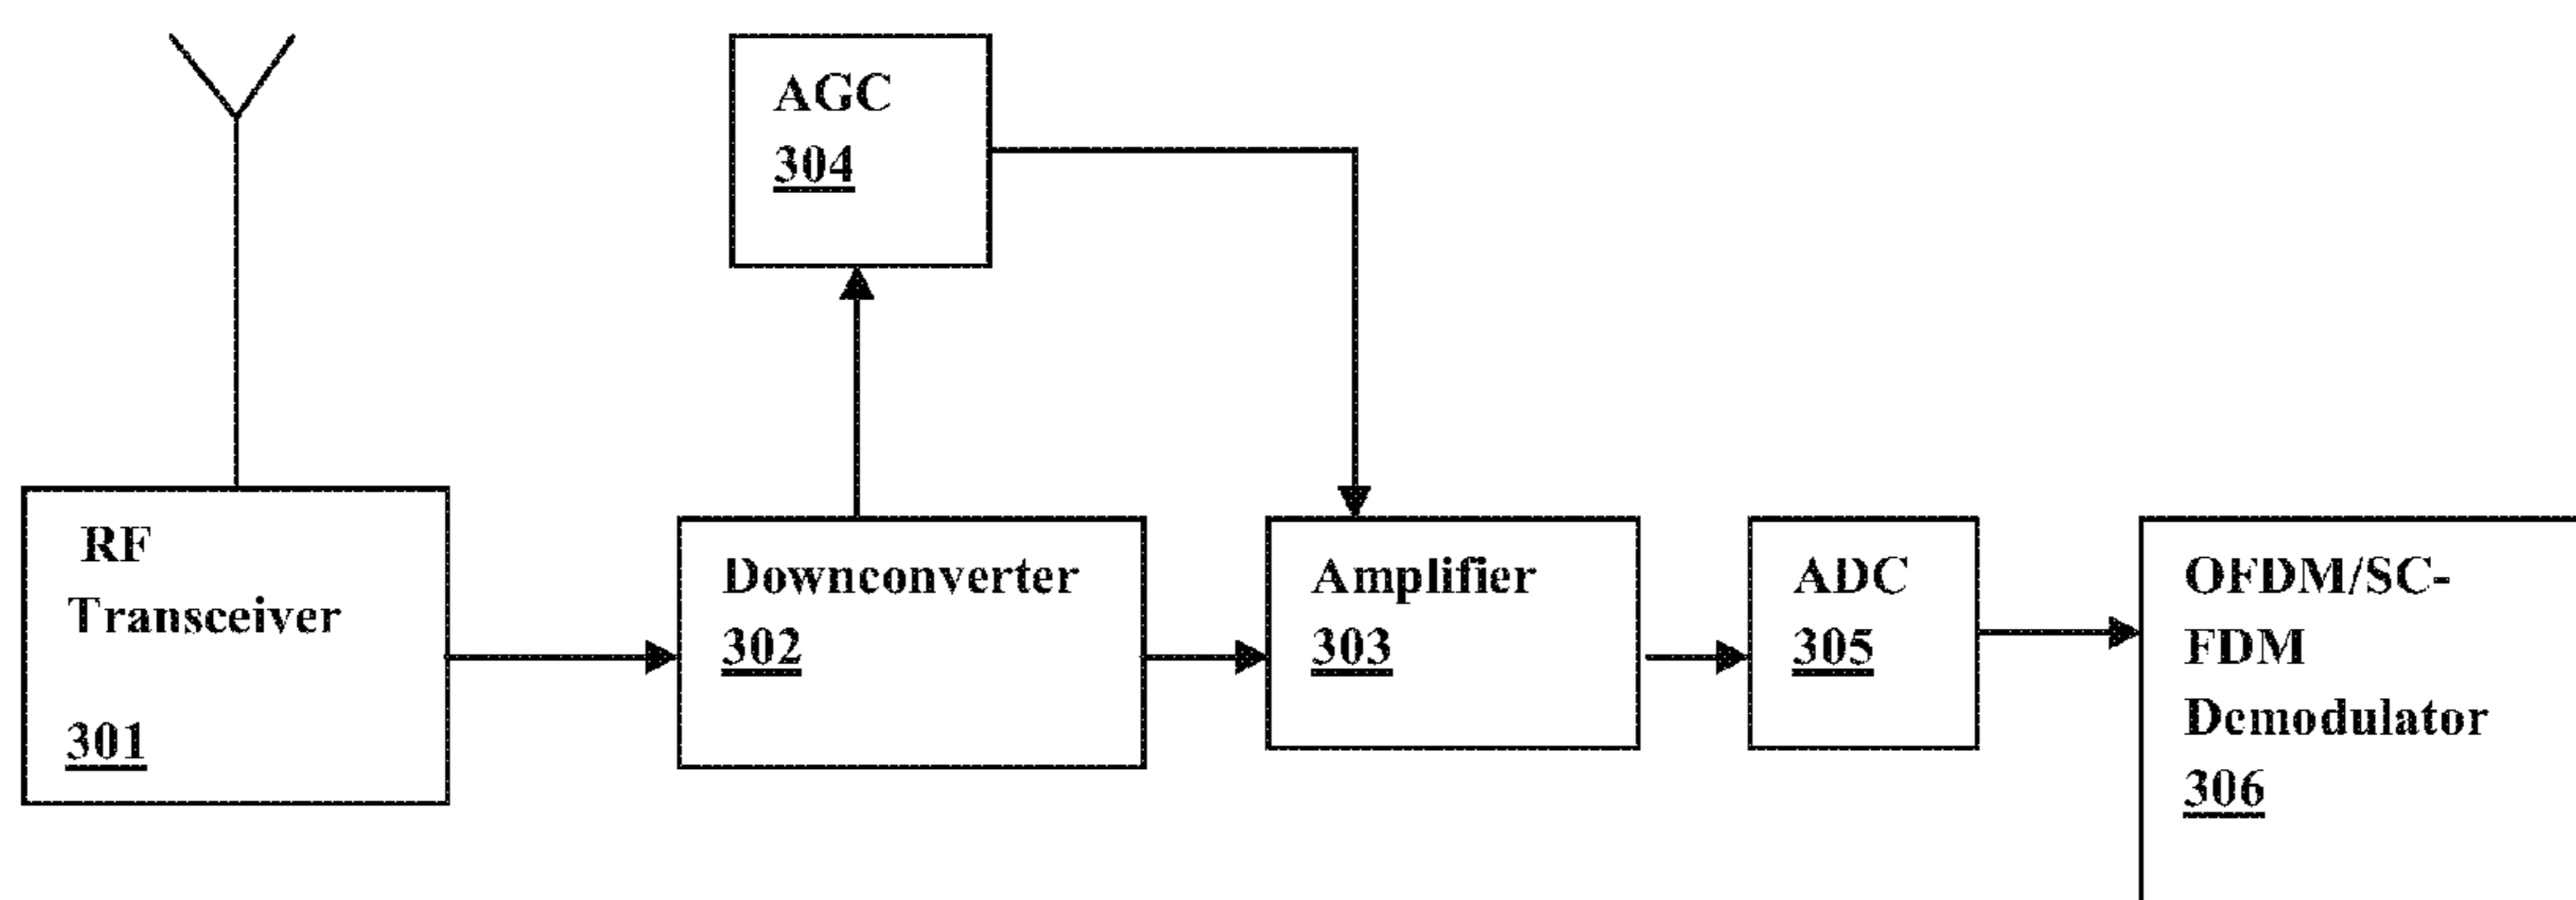 AGC
304
RF
Transceiver
301
Downconverter
302
Amplifier
303
ADC
305
OFDM/SC-
FDM
Demodulator
306